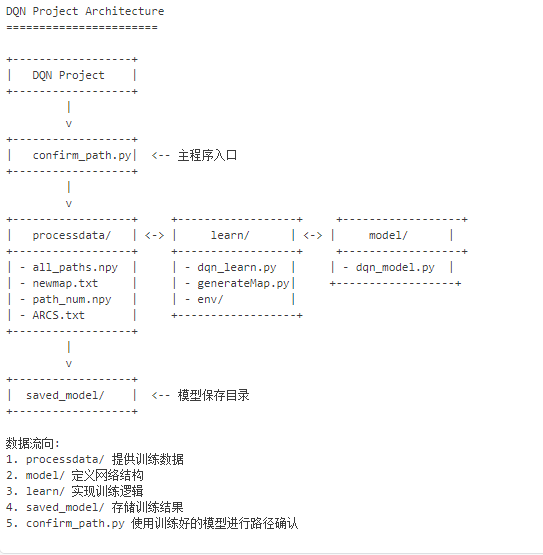 DQN Project Architecture
=======================
+------------------+
|   DQN Project    |
+------------------+
         |
         v
+------------------+
|   confirm_path.py|  <-- 主程序入口
+------------------+
         |
         v
+------------------+     +------------------+     +------------------+
|   processdata/   | <-> |     learn/      | <-> |     model/      |
+------------------+     +------------------+     +------------------+
| - all_paths.npy  |     | - dqn_learn.py  |     | - dqn_model.py  |
| - newmap.txt     |     | - generateMap.py|     +------------------+
| - path_num.npy   |     | - env/          |
| - ARCS.txt       |     +------------------+
+------------------+
         |
         v
+------------------+
|  saved_model/    |  <-- 模型保存目录
+------------------+
数据流向:
1. processdata/ 提供训练数据
2. model/ 定义网络结构
3. learn/ 实现训练逻辑
4. saved_model/ 存储训练结果
5. confirm_path.py 使用训练好的模型进行路径确认